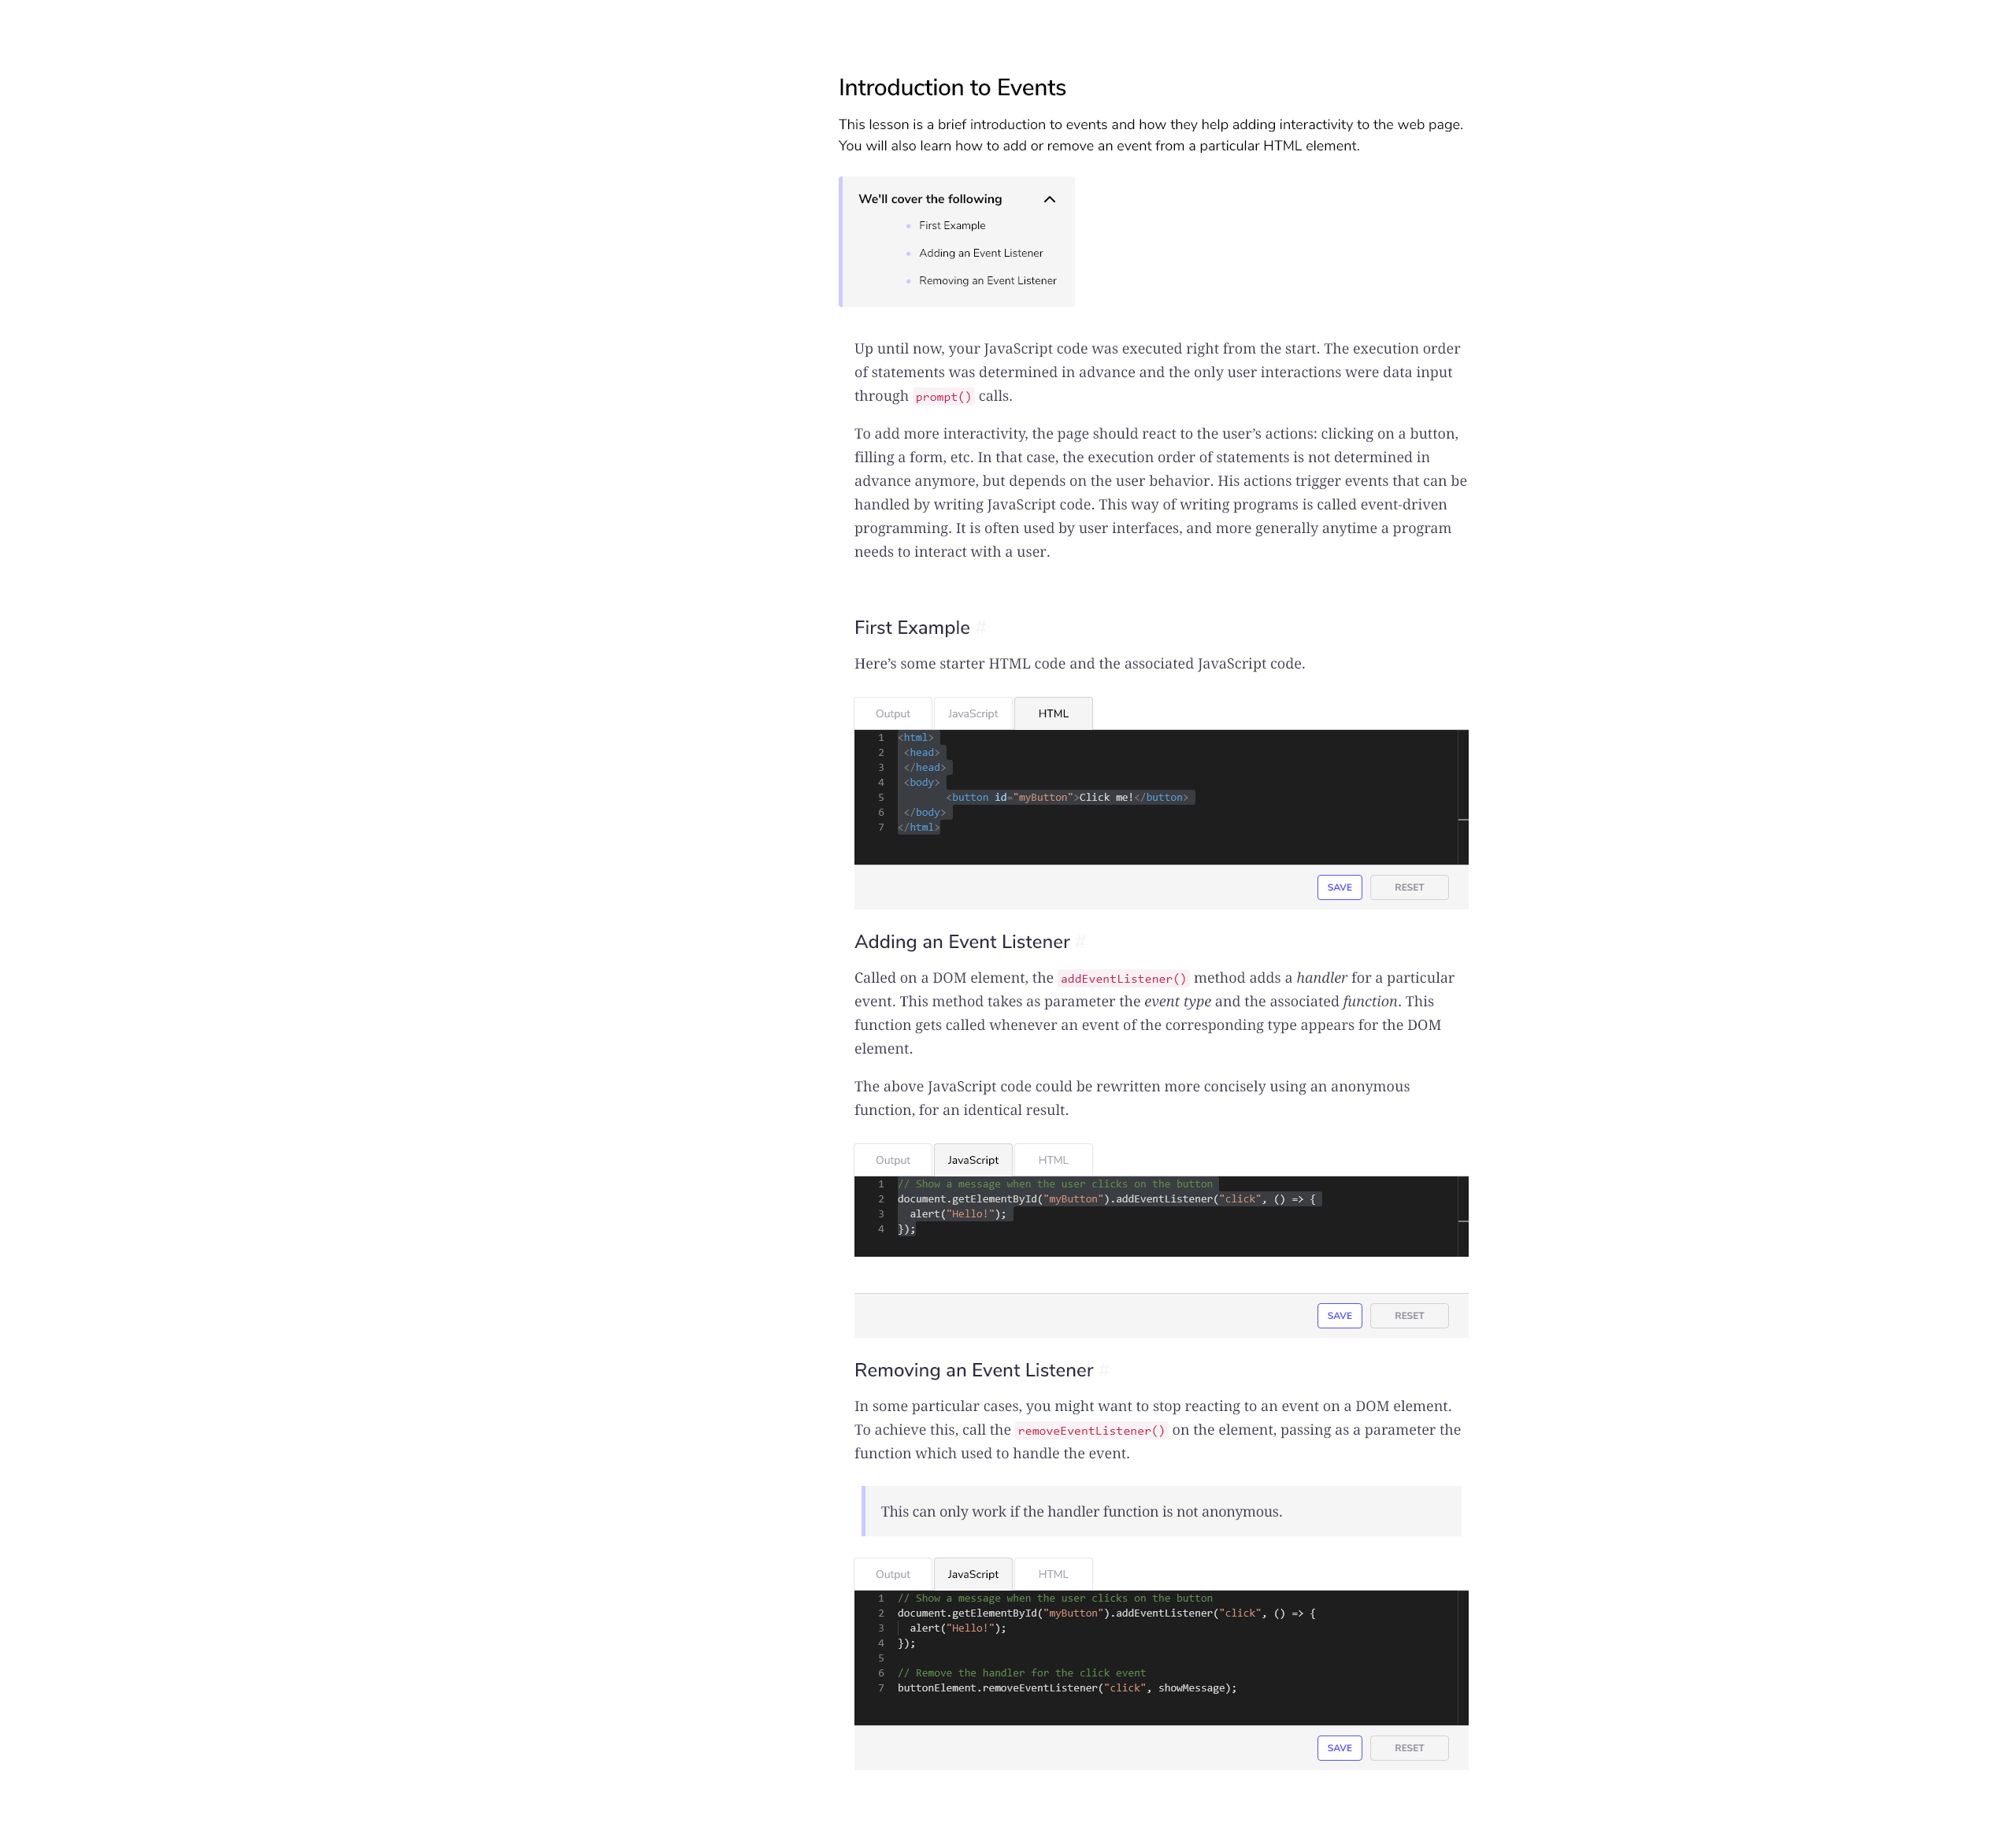 Introduction to Events
This lesson is a brief introduction to events and how they help adding interactivity to the web page.
You will also learn how to add or remove an event from a particular HTML element.
We'll cover the following
First Example
Adding an Event Listener
Removing an Event Listener
Up until now, your JavaScript code was executed right from the start. The execution order
of statements was determined in advance and the only user interactions were data input
through prompt() calls.
To add more interactivity, the page should react to the user’s actions: clicking on a button,
filling a form, etc. In that case, the execution order of statements is not determined in
advance anymore, but depends on the user behavior. His actions trigger events that can be
handled by writing JavaScript code. This way of writing programs is called event-driven
programming. It is often used by user interfaces, and more generally anytime a program
needs to interact with a user.
First Example #
Here’s some starter HTML code and the associated JavaScript code.
Output JavaScript HTML
1 <html>
2 <head>
3 </head>
4 <body>
5 <button id="myButton">Click me!</button>
6 </body>
7 </html>
SAVE RESET
Adding an Event Listener #
Called on a DOM element, the addEventListener() method adds a handler for a particular
event. This method takes as parameter the event type and the associated function. This
function gets called whenever an event of the corresponding type appears for the DOM
element.
The above JavaScript code could be rewritten more concisely using an anonymous
function, for an identical result.
Output JavaScript HTML
1 // Show a message when the user clicks on the button
2 document.getElementById("myButton").addEventListener("click", () => {
3 alert("Hello!");
4 });
SAVE RESET
Removing an Event Listener #
In some particular cases, you might want to stop reacting to an event on a DOM element.
To achieve this, call the removeEventListener() on the element, passing as a parameter the
function which used to handle the event.
This can only work if the handler function is not anonymous.
Output JavaScript HTML
1 // Show a message when the user clicks on the button
2 document.getElementById("myButton").addEventListener("click", () => {
3 alert("Hello!");
4 });
5
6 // Remove the handler for the click event
7 buttonElement.removeEventListener("click", showMessage);
SAVE RESET